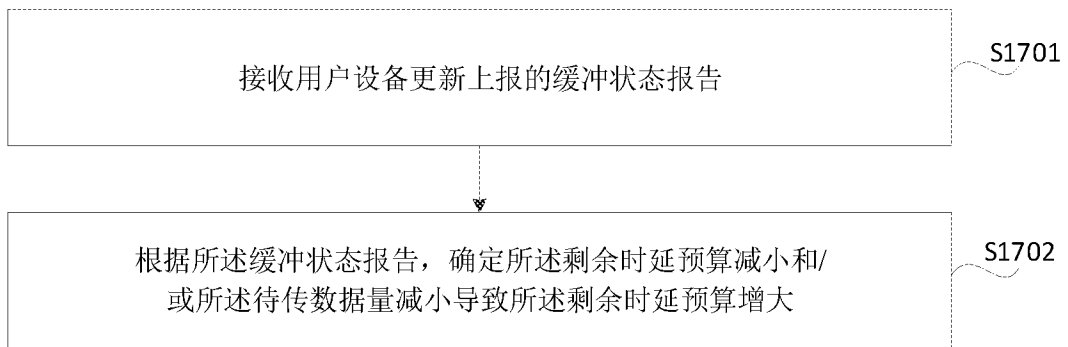 接收用户设备更新上报的缓冲状态报告
S1701
根据所述缓冲状态报告，确定所述剩余时延预算减小和/
或所述待传数据量减小导致所述剩余时延预算增大
S1702